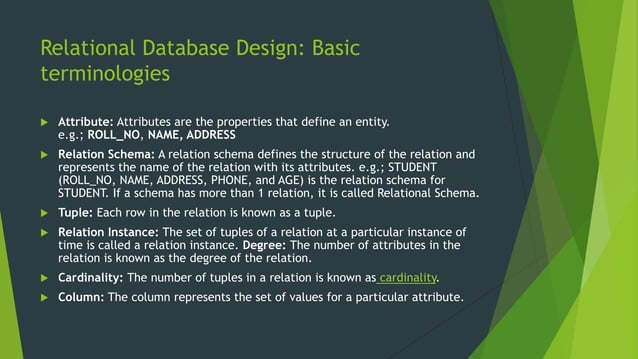 Relational Database Design: Basic
terminologies
Attribute: Attributes are the properties that define an entity.
e.g.; ROLL_NO, NAME, ADDRESS
Relation Schema: A relation schema defines the structure of the relation and
represents the name of the relation with its attributes. e.g.; STUDENT
(ROLL_NO, NAME, ADDRESS, PHONE, and AGE) is the relation schema for
STUDENT. If a schema has more than 1 relation, it is called Relational Schema.
Tuple: Each row in the relation is known as a tuple.
Relation Instance: The set of tuples of a relation at a particular instance of
time is called a relation instance. Degree: The number of attributes in the
relation is known as the degree of the relation.
Cardinality: The number of tuples in a relation is known as cardinality.
Column: The column represents the set of values for a particular attribute.